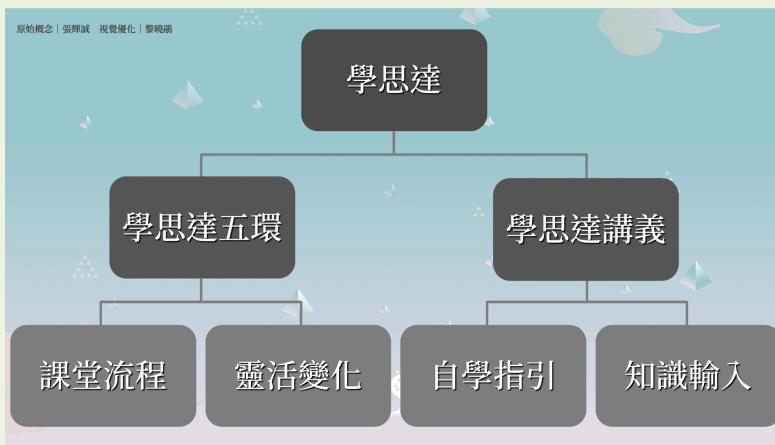 原始概念｜張輝誠　視覺優化｜黎曉鵑
學思達
學思達五環
學思達講義
課堂流程
靈活變化
自學指引
知識輸入